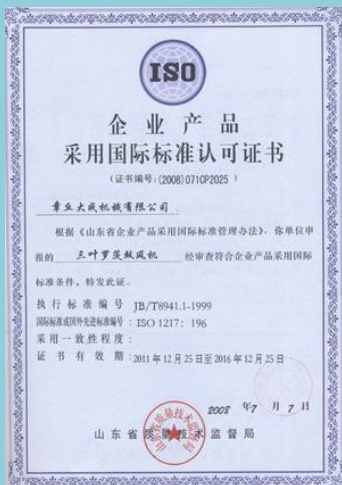 ISO
企业产品
采用国际标准认可证书
(证书编号:(2008)071CP2025 )
章丘大成机械有限公司:
根据《山东省企业产品采用国际标准管理办法》，你单位申
报的 三叶罗茨鼓风机 经审查符合企业产品采用国际
标准条件，特发此证。
执行标准编号 JB/T8941.1-1999
国际标准或国外先进标准编号：ISO 1217：196
采用一致性程度：
证书有效期：2011年12月25日至2016年12月25日
2008 年 7 月 7 日
山东省质量技术监督局